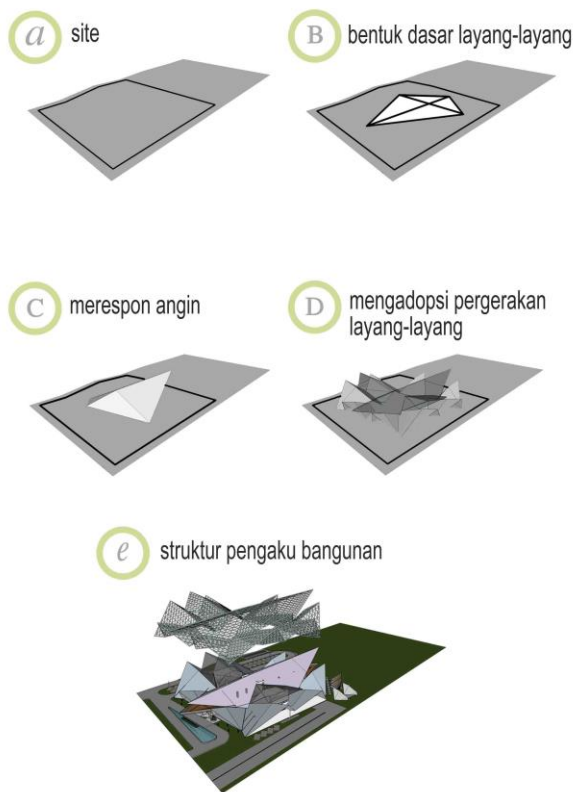 a site
B bentuk dasar layang-layang
C merespon angin
D mengadopsi pergerakan
layang-layang
e struktur pengaku bangunan